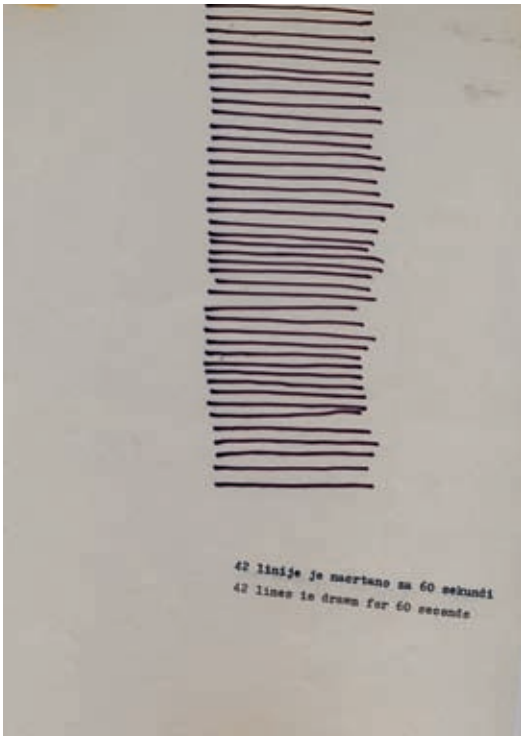 42 linije je nacrtano za 60 sekundi
42 lines is drawn for 60 seconds